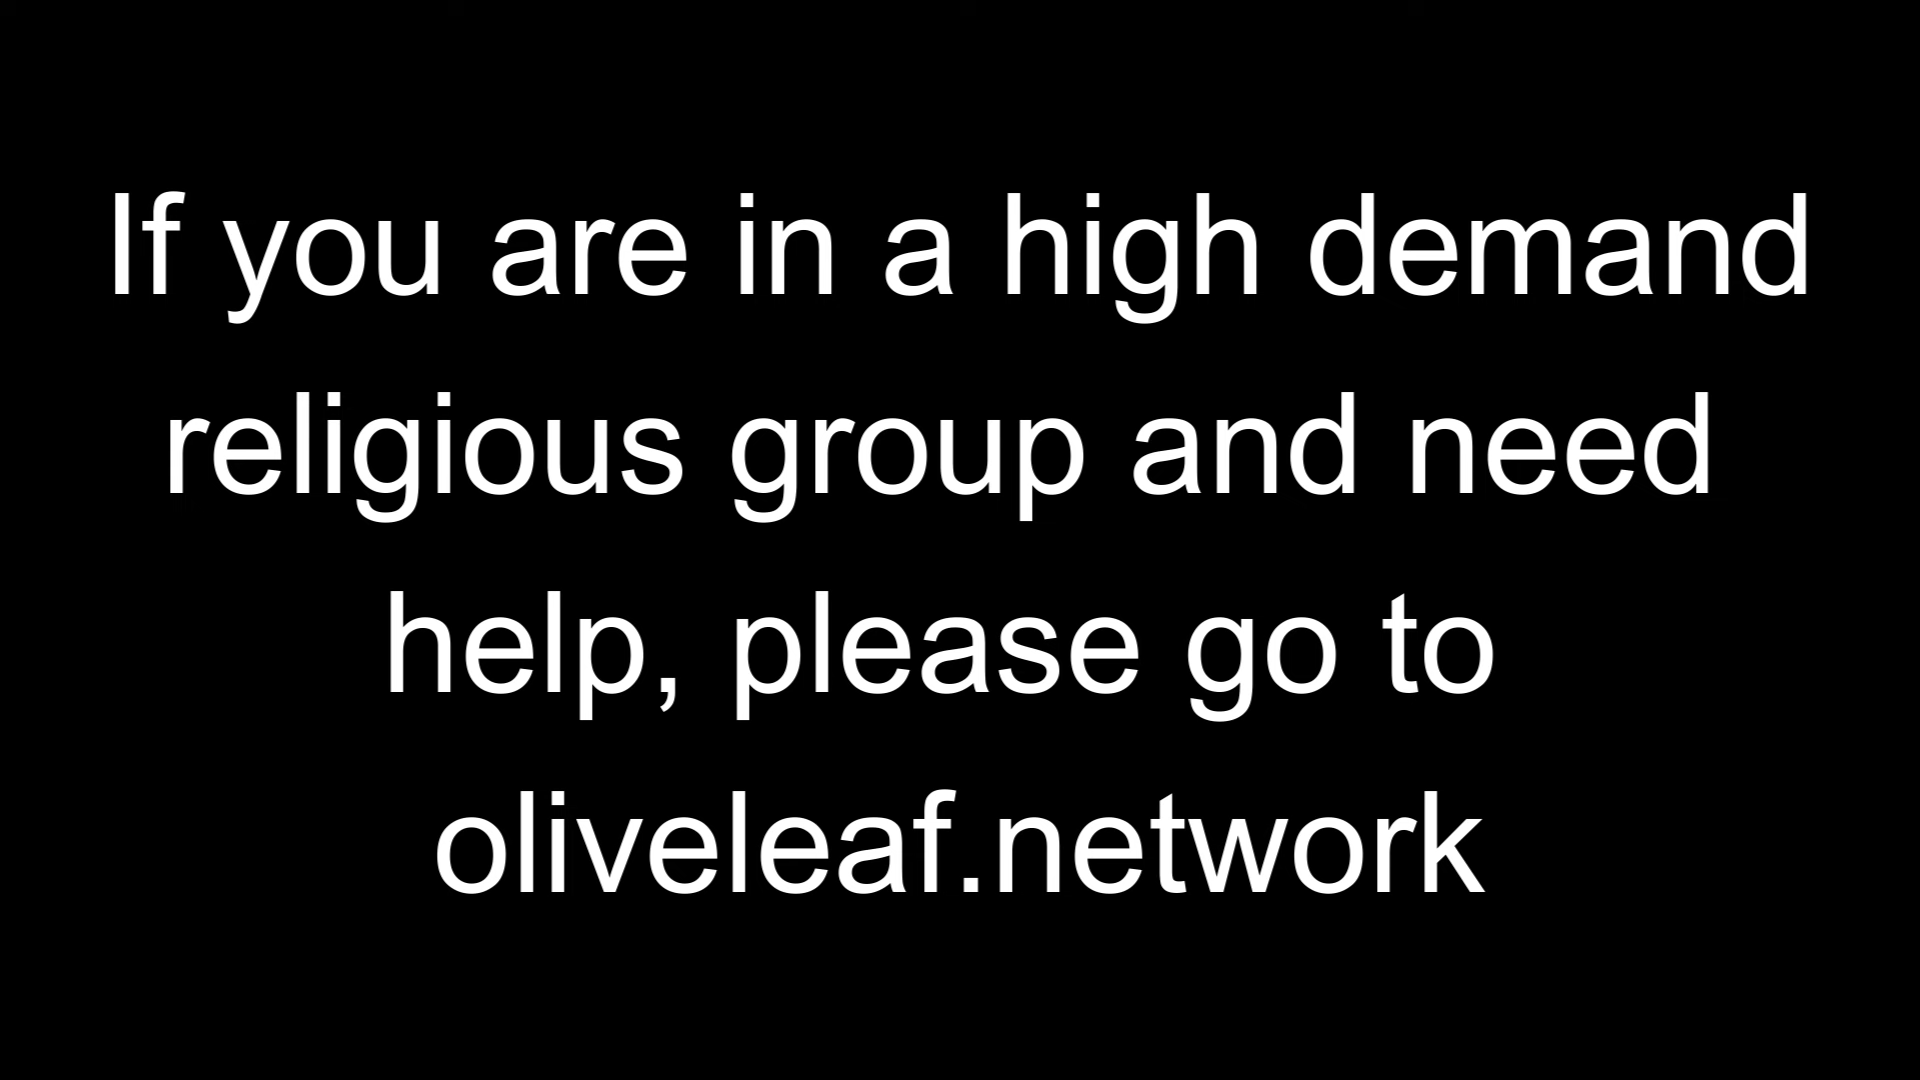 If you are in a high demand
religious group and need
help, please go to
oliveleaf.network